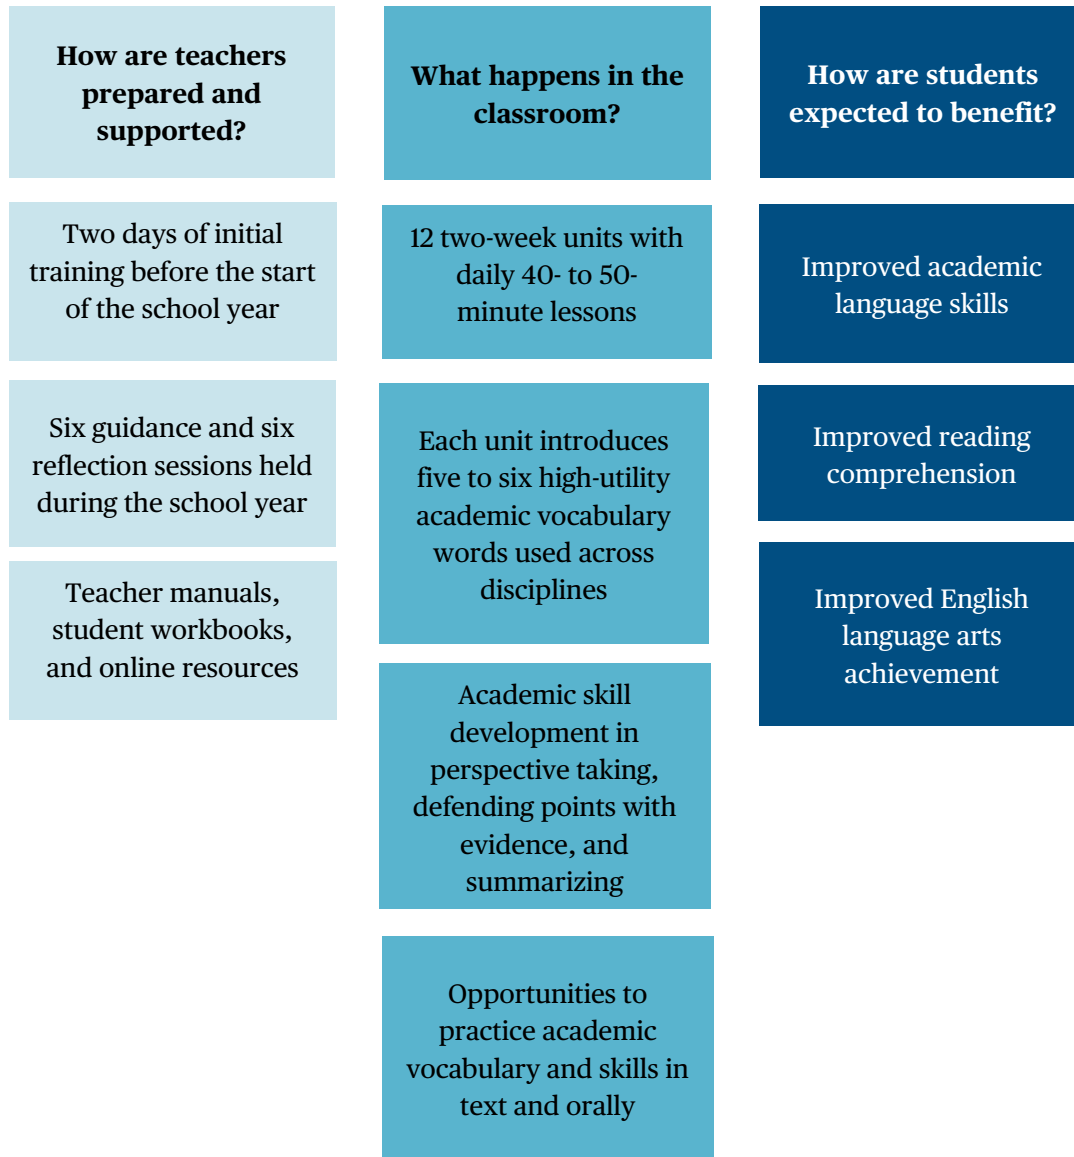 How are teachers
prepared and
supported?
Two days of initial
training before the start
of the school year
Six guidance and six
reflection sessions held
during the school year
Teacher manuals,
student workbooks,
and online resources
What happens in the
classroom?
12 two-week units with
daily 40- to 50-
minute lessons
Each unit introduces
five to six high-utility
academic vocabulary
words used across
disciplines
Academic skill
development in
perspective taking,
defending points with
evidence, and
summarizing
Opportunities to
practice academic
vocabulary and skills in
text and orally
How are students
expected to benefit?
Improved academic
language skills
Improved reading
comprehension
Improved English
language arts
achievement